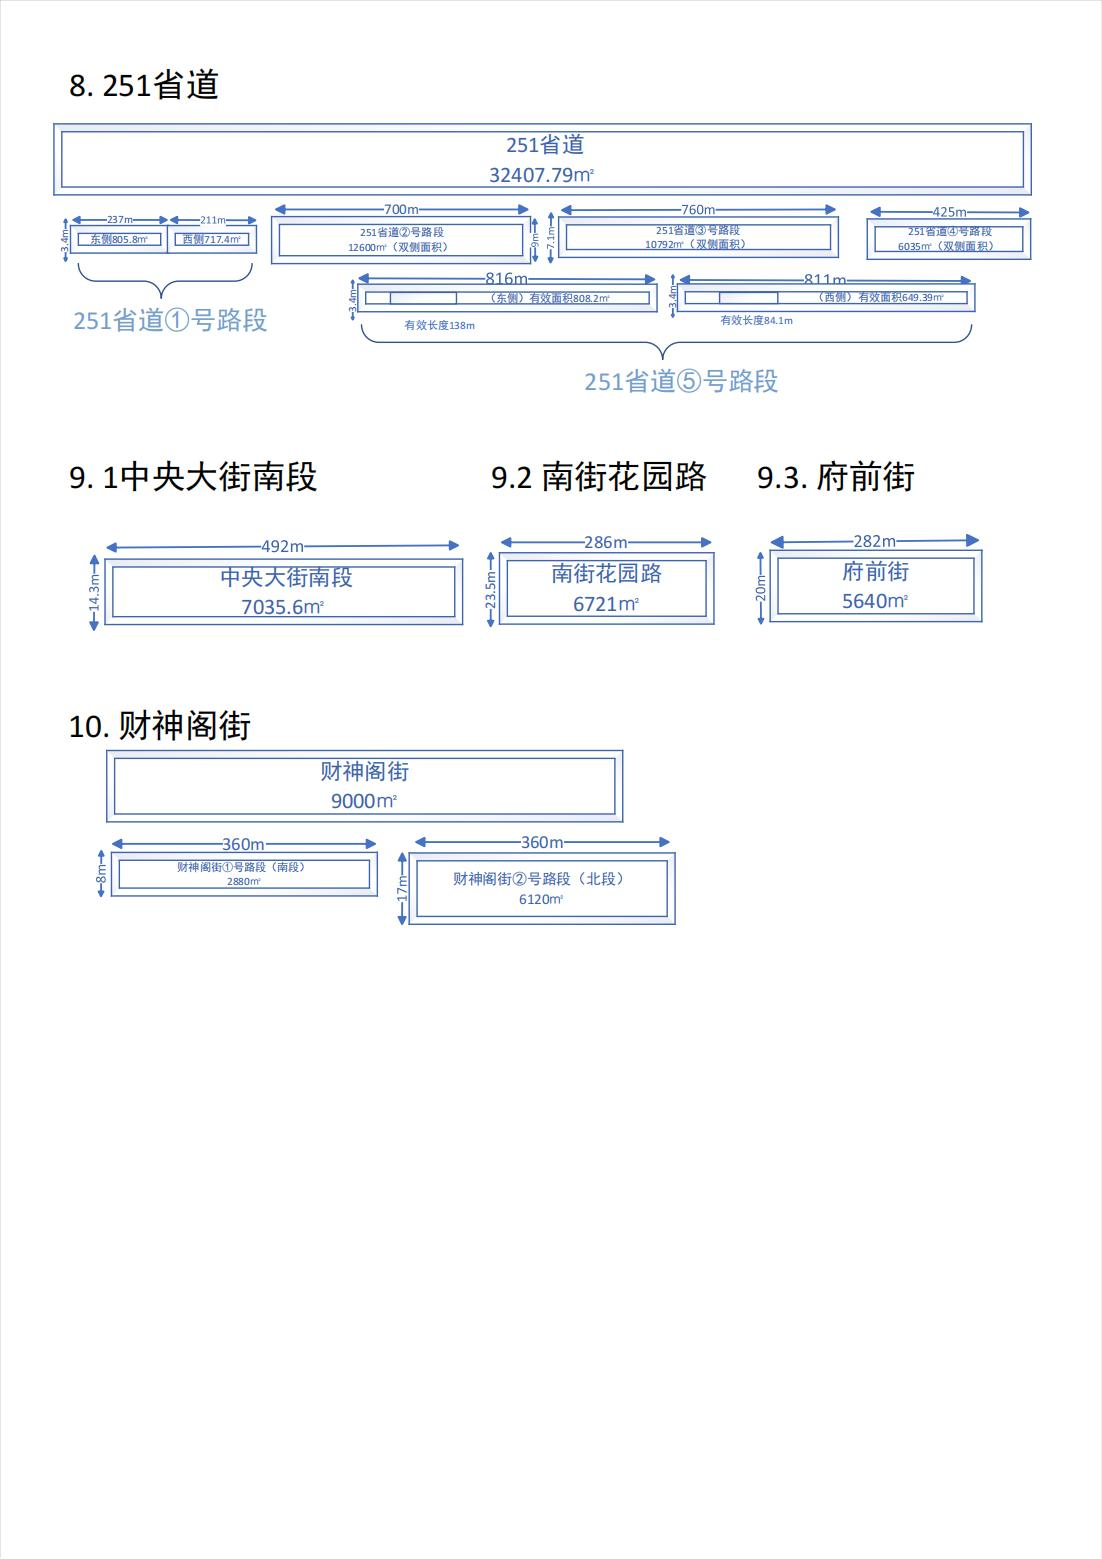 8. 251省道
251省道
32407.79㎡
237m
211m
3.4m
东侧805.8㎡
西侧717.4㎡
251省道①号路段
700m
251省道②号路段
12600㎡（双侧面积）
9m
760m
7.1m
251省道③号路段
10792㎡（双侧面积）
425m
251省道④号路段
6035㎡（双侧面积）
816m
3.4m
（东侧）有效面积808.2㎡
有效长度138m
811m
3.4m
（西侧）有效面积649.39㎡
有效长度84.1m
251省道⑤号路段
9. 1中央大街南段
9.2 南街花园路
9.3. 府前街
492m
14.3m
中央大街南段
7035.6㎡
286m
23.5m
南街花园路
6721㎡
282m
20m
府前街
5640㎡
10. 财神阁街
财神阁街
9000㎡
360m
8m
财神阁街①号路段（南段）
2880㎡
360m
17m
财神阁街②号路段（北段）
6120㎡